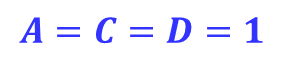 A = C = D = 1